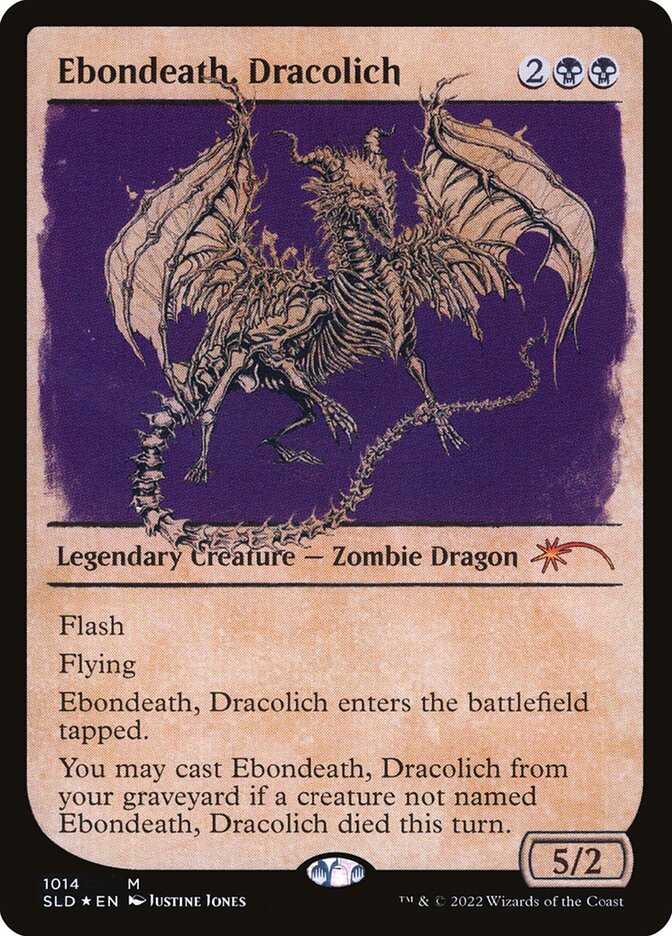 Ebondeath, Dracolich 2
Legendary Creature — Zombie Dragon
Flash
Flying
Ebondeath, Dracolich enters the battlefield
tapped.
You may cast Ebondeath, Dracolich from
your graveyard if a creature not named
Ebondeath, Dracolich died this turn.
5/2
1014 M
SLD ★ EN Justine Jones ™ & © 2022 Wizards of the Coast